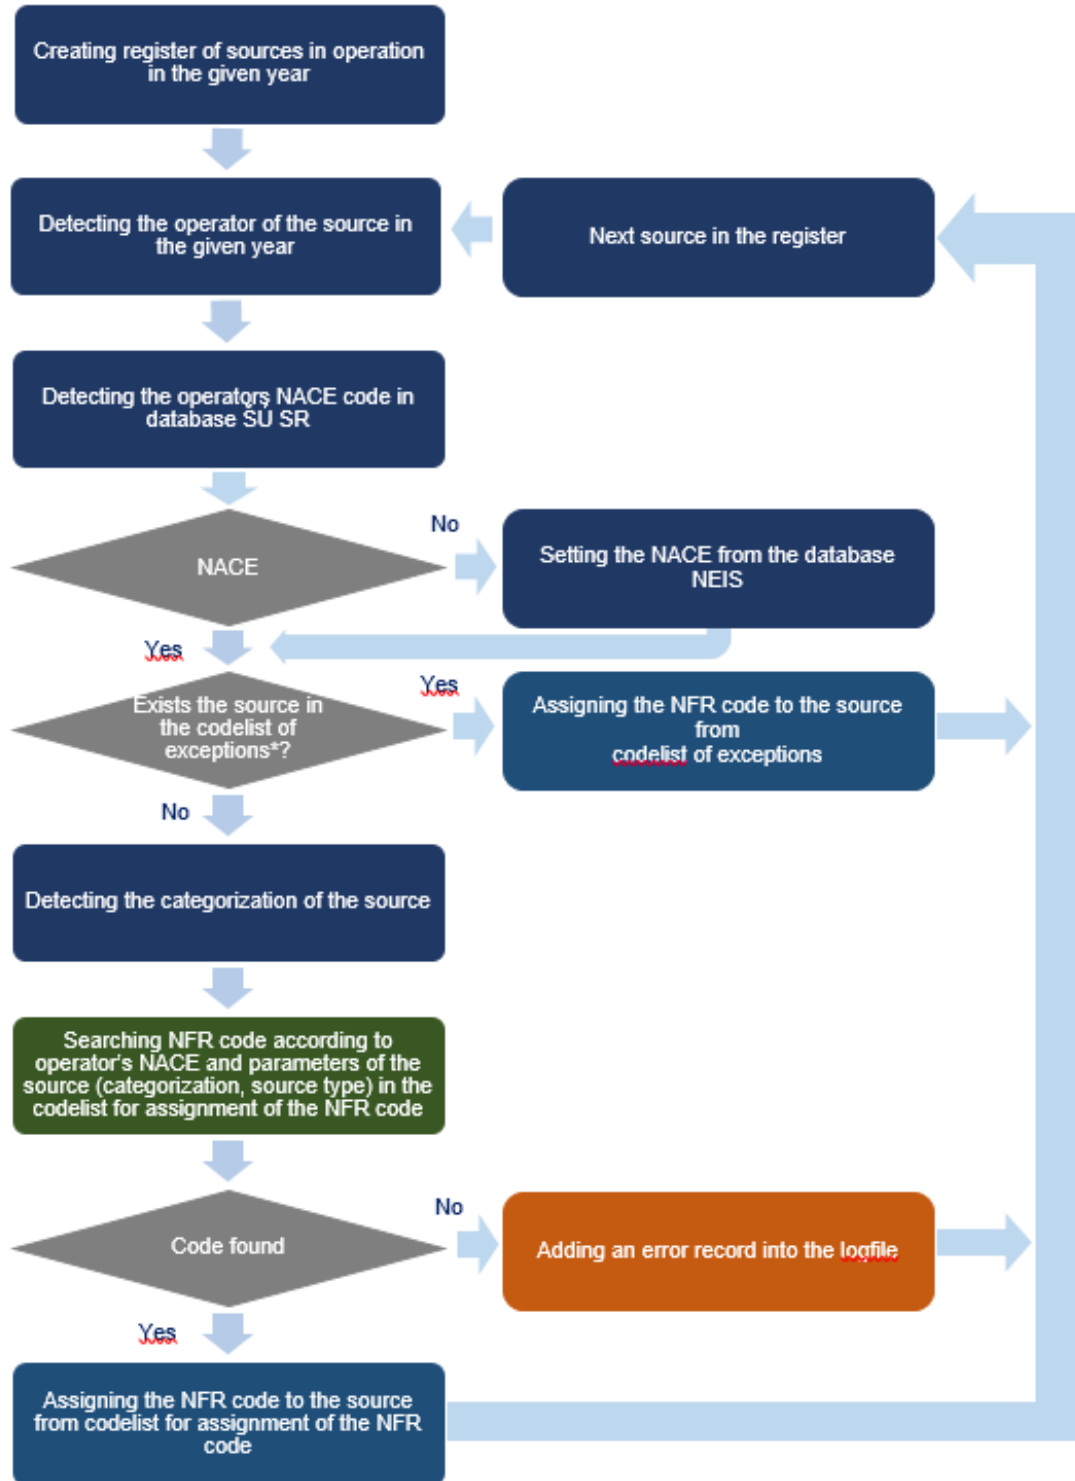 Creating register of sources in operation
in the given year
Detecting the operator of the source in
the given year
Next source in the register
Detecting the operators NACE code in
database ŠÚ SR
NACE
No
Setting the NACE from the database
NEIS
Yes
Exists the source in
the codelist of
exceptions*?
Yes
Assigning the NFR code to the source
from
codelist of exceptions
No
Detecting the categorization of the source
Searching NFR code according to
operator's NACE and parameters of the
source (categorization, source type) in the
codelist for assignment of the NFR code
Code found
No
Adding an error record into the logfile
Yes
Assigning the NFR code to the source
from codelist for assignment of the NFR
code